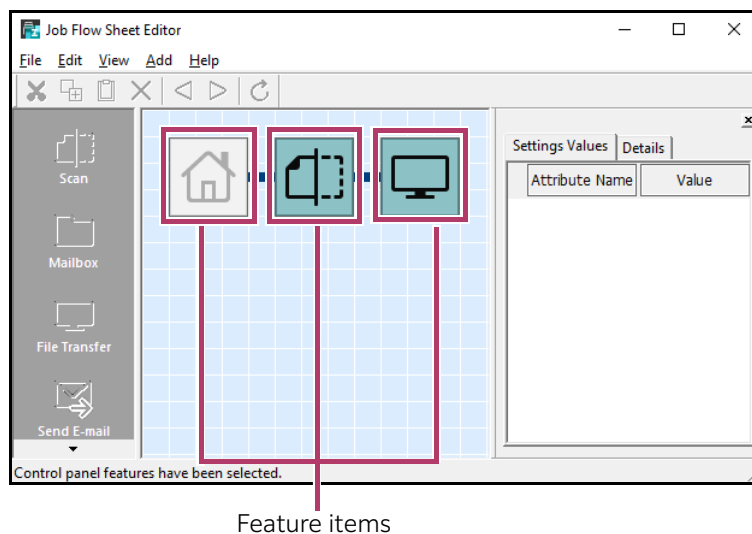 Job Flow Sheet Editor
File Edit View Add Help
Scan
Mailbox
File Transfer
Send E-mail
Settings Values Details
Attribute Name Value
Control panel features have been selected.
Feature items